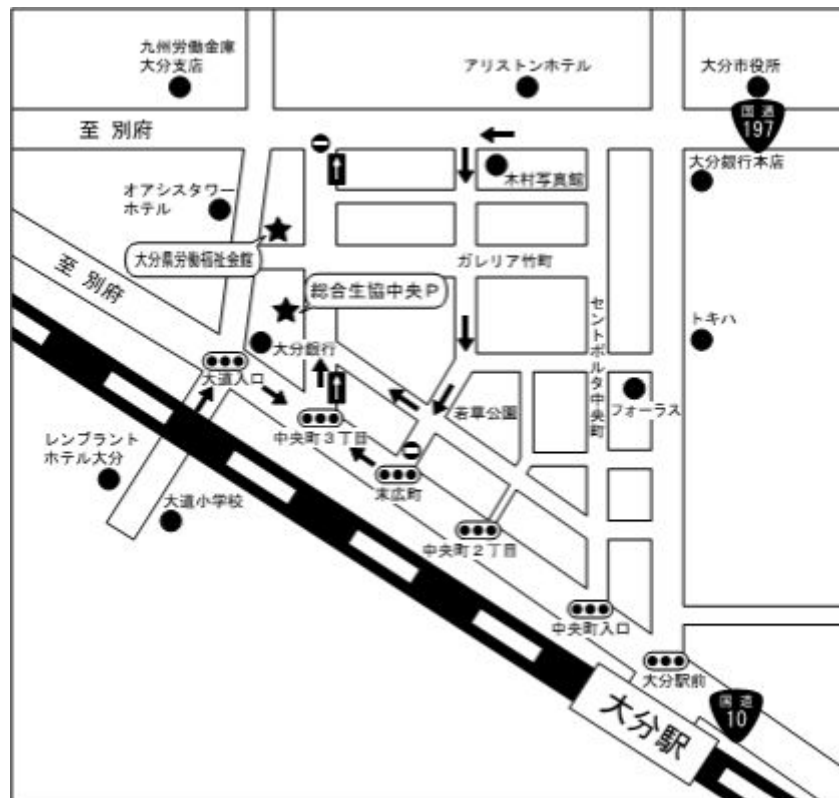 九州労働金庫
大分支店
アリストンホテル
大分市役所
至 別府
国道
197
木村写真館
大分銀行本店
オアシスタワー
ホテル
大分県労働福祉会館
ガレリア竹町
至 別府
総合生協中央P
セントポルタ中央町
トキハ
大分銀行
大道入口
フォーラス
若草公園
中央町3丁目
レンブラント
ホテル大分
末広町
大道小学校
中央町2丁目
中央町入口
大分駅前
大分駅
国道
10